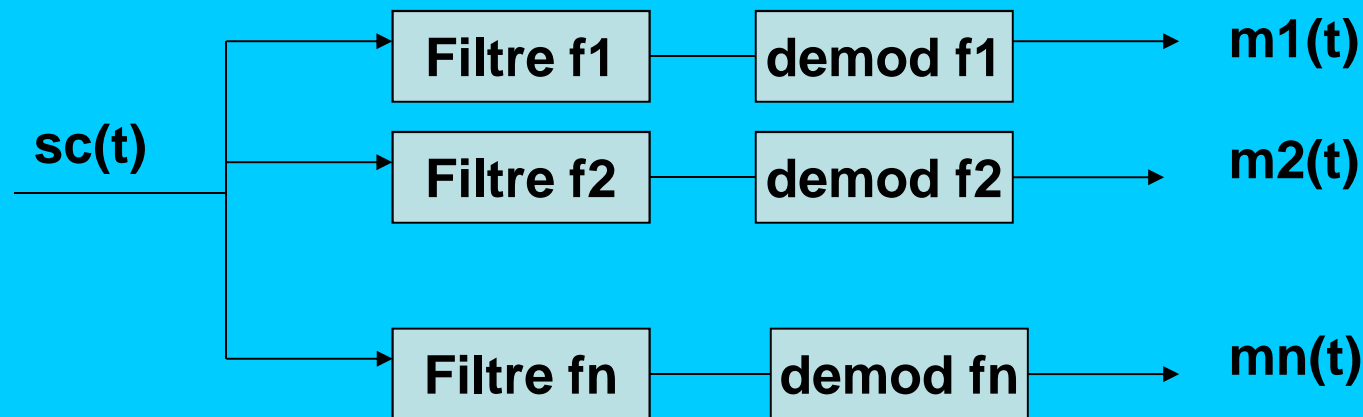 Filtre f1
demod f1
m1(t)
sc(t)
Filtre f2
demod f2
m2(t)
Filtre fn
demod fn
mn(t)